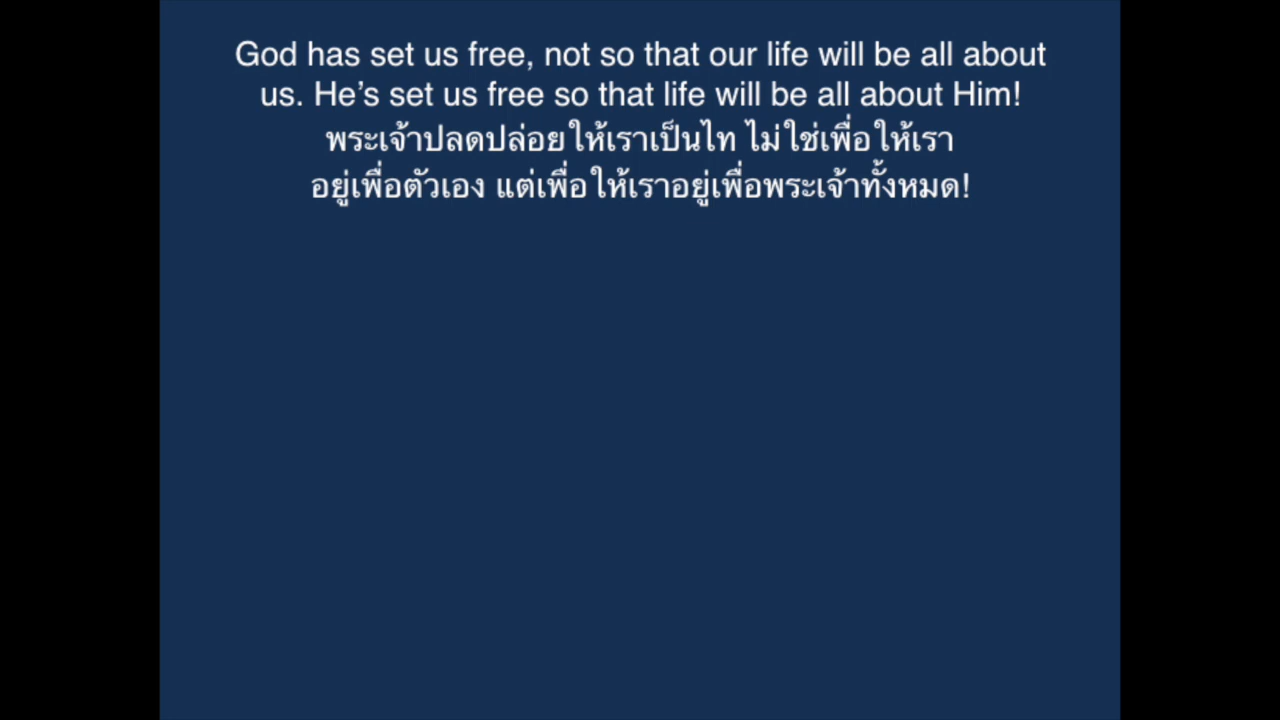 God has set us free, not so that our life will be all about
us. He’s set us free so that life will be all about Him!
พระเจ้าปลดปล่อยให้เราเป็นไท ไม่ใช่เพื่อให้เรา
อยู่เพื่อตัวเอง แต่เพื่อให้เราอยู่เพื่อพระเจ้าทั้งหมด!